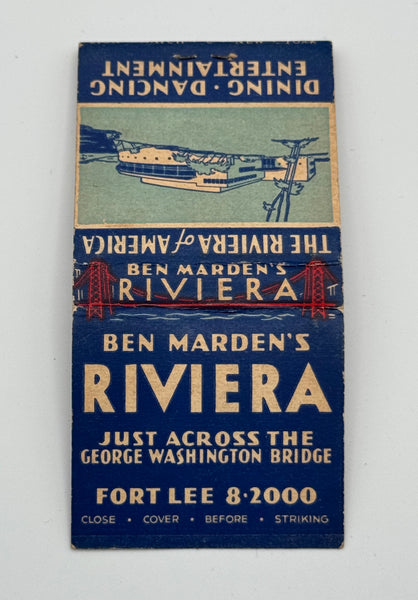 DINING · DANCING
ENTERTAINMENT
THE RIVIERA of AMERICA
BEN MARDEN'S
RIVIERA
BEN MARDEN'S
RIVIERA
JUST ACROSS THE
GEORGE WASHINGTON BRIDGE
FORT LEE 8·2000
CLOSE · COVER · BEFORE · STRIKING